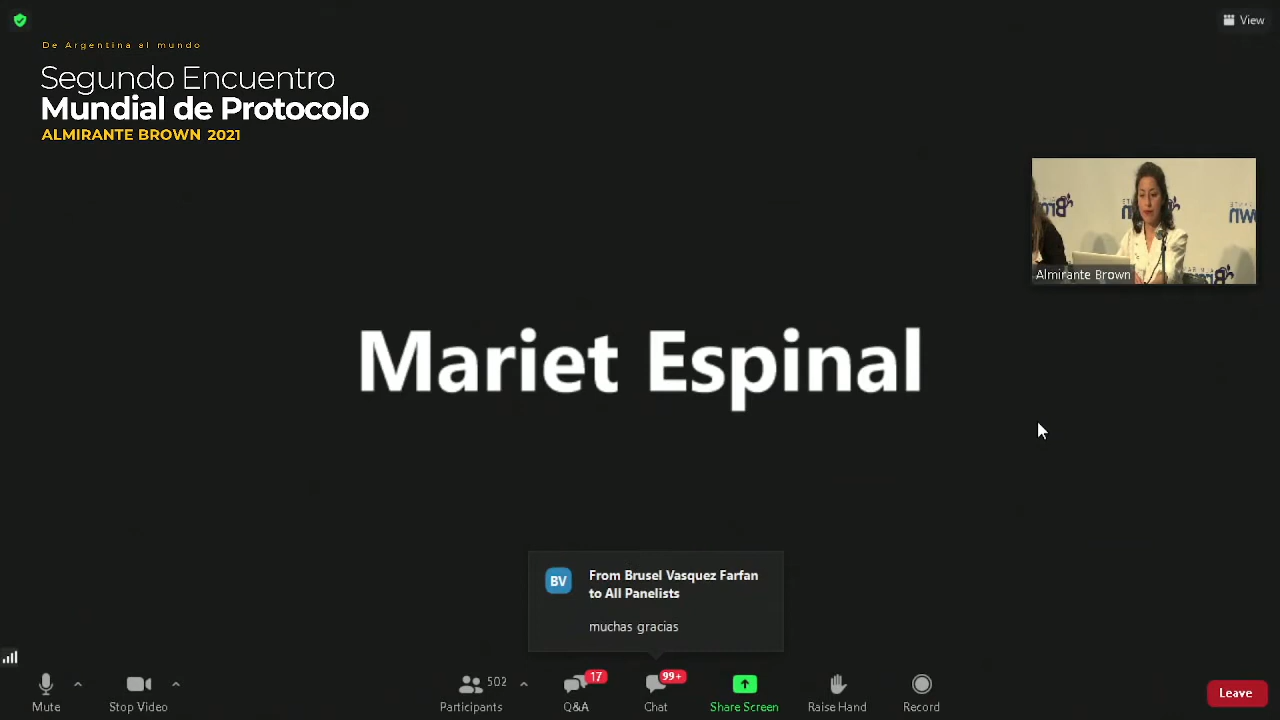 View
De Argentina al mundo
Segundo Encuentro
Mundial de Protocolo
ALMIRANTE BROWN 2021
Almirante Brown
Mariet Espinal
BV
From Brusel Vasquez Farfan
to All Panelists
muchas gracias
502
17
99+
Mute
Stop Video
Participants
Q&A
Chat
Share Screen
Raise Hand
Record
Leave